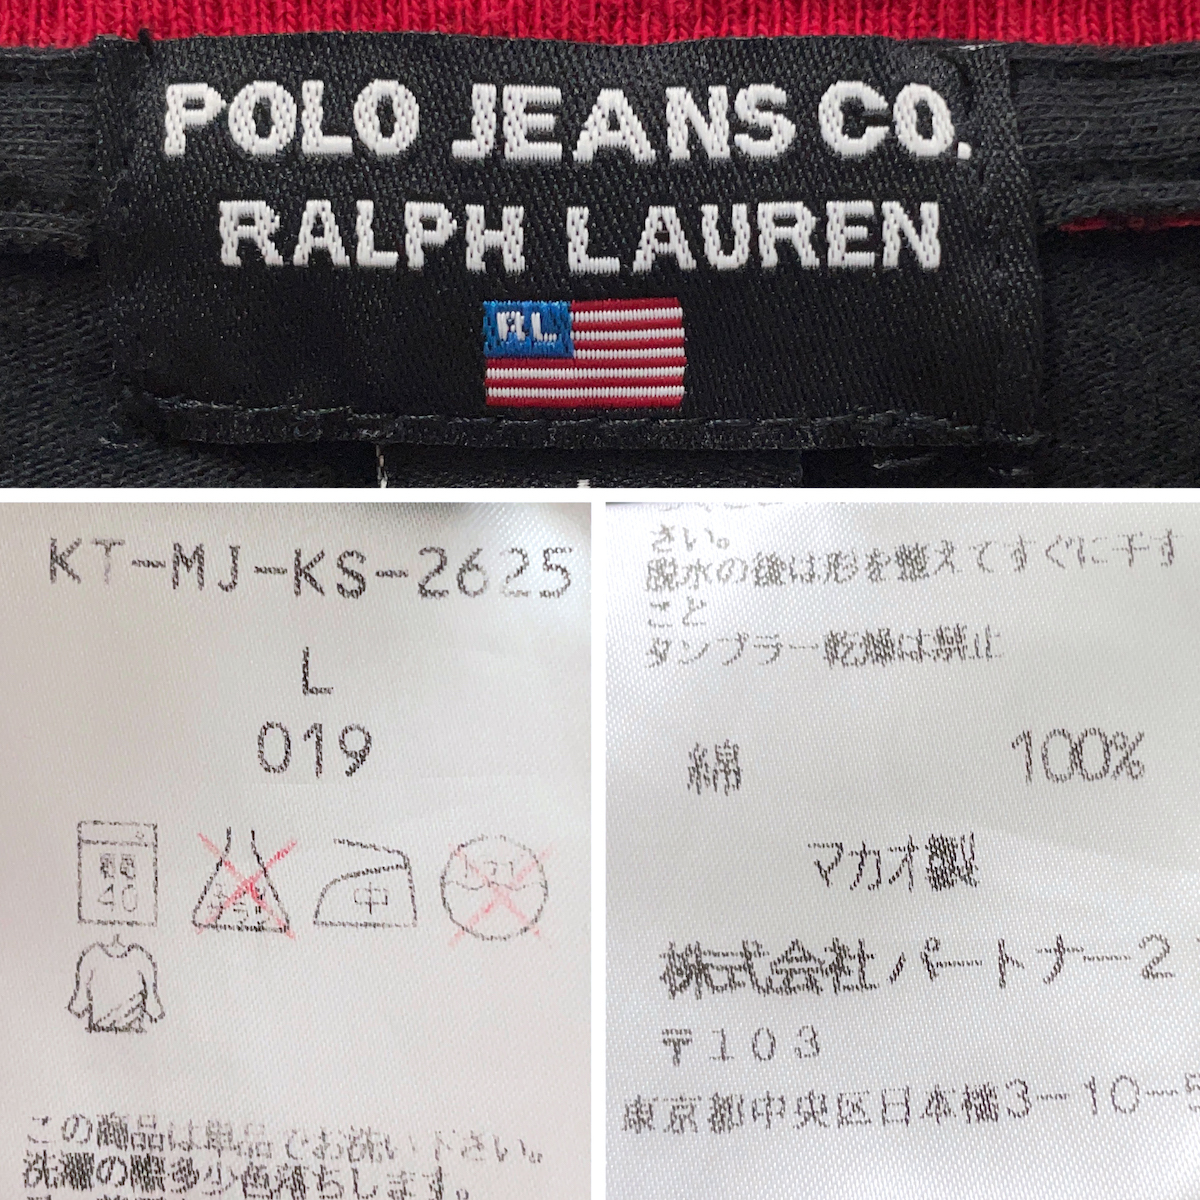 POLO JEANS CO.
RALPH LAUREN
RL
KT-MJ-KS-2625
L
019
40
中
この商品は単品でお洗い下さい。
洗濯の際多少色落ちします。
さい。
脱水の後は形を整えてすぐに干す
こと
タンブラー乾燥は禁止
綿 100%
マカオ製
株式会社パートナー2
〒103
東京都中央区日本橋3-10-5